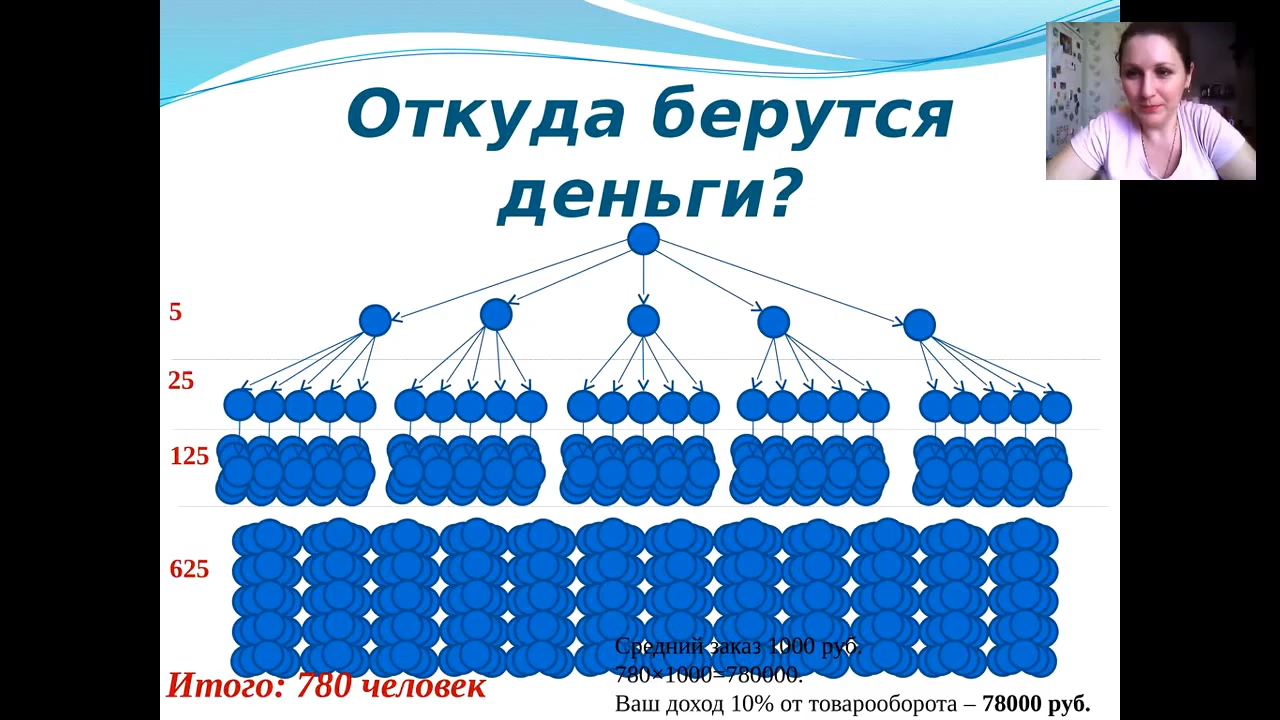 Откуда берутся
деньги?
5
25
125
625
Средний заказ 1000 руб.
780×1000=780000.
Итого: 780 человек
Ваш доход 10% от товарооборота – 78000 руб.